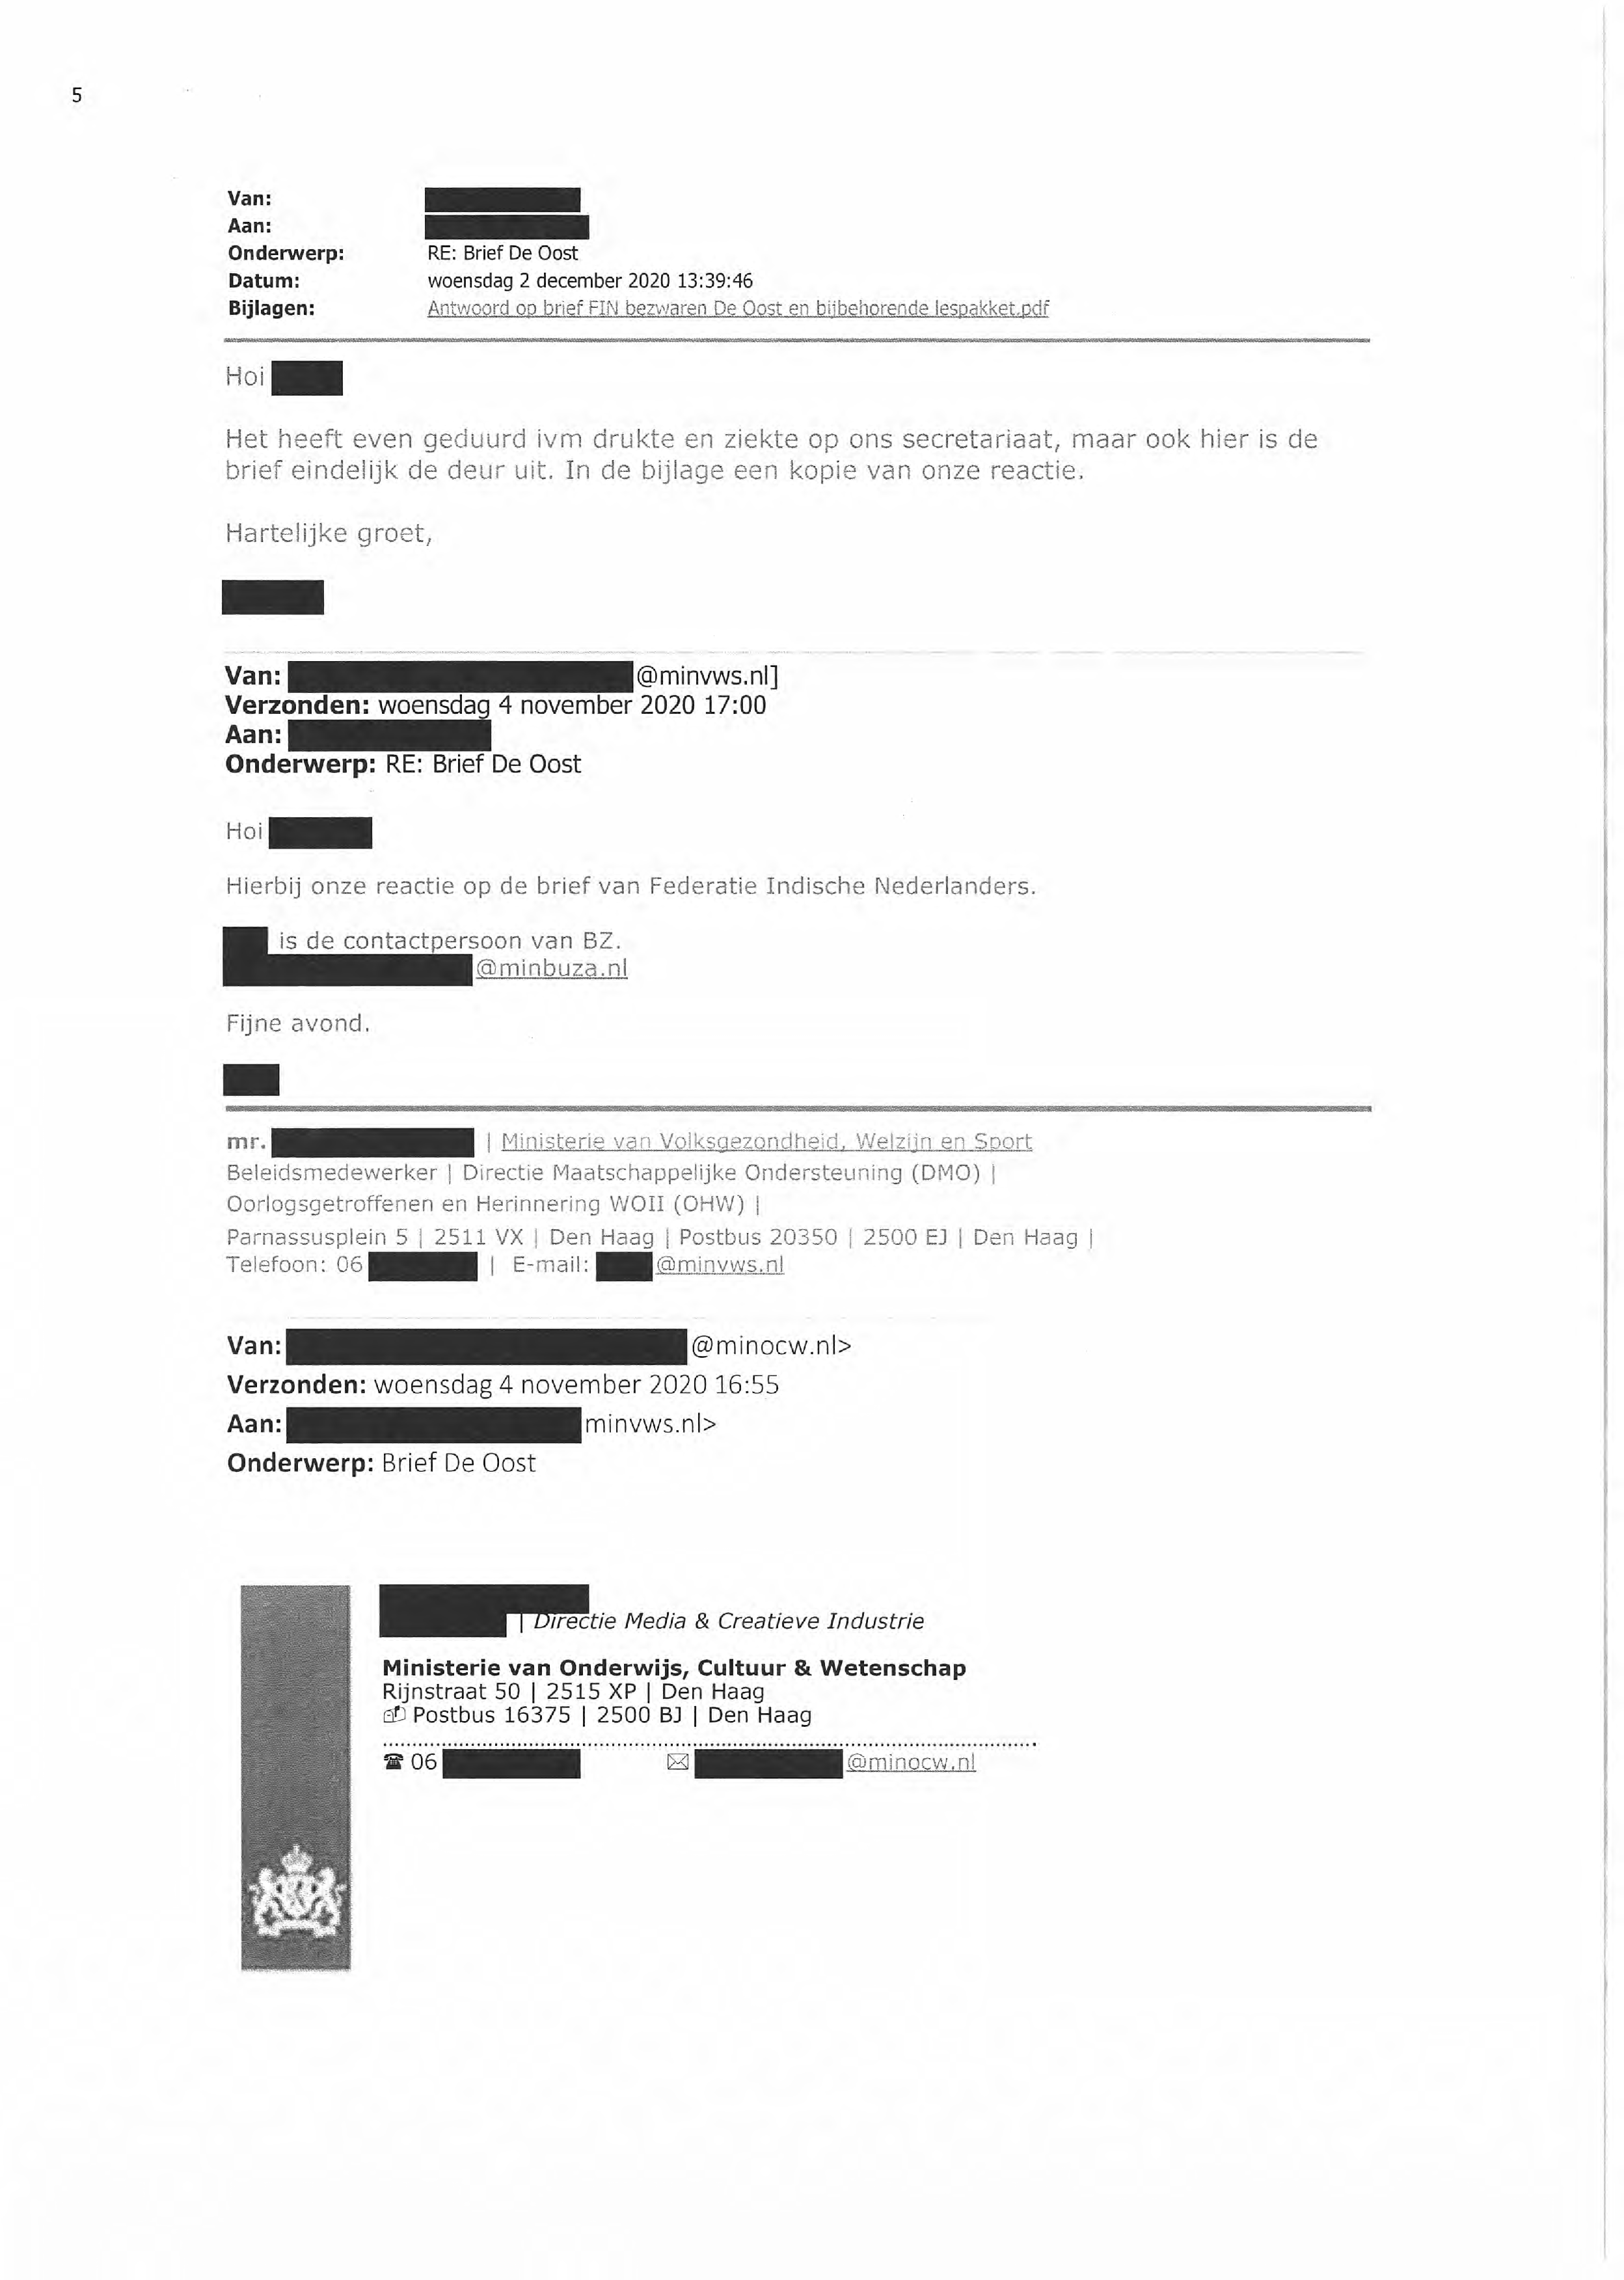 5
Van:
Aan:
Onderwerp: RE: Brief De Oost
Datum: woensdag 2 december 2020 13:39:46
Bijlagen: Antwoord op brief FIN bezwaren De Oost en bijbehorende lespakket.pdf
Hoi
Het heeft even geduurd ivm drukte en ziekte op ons secretariaat, maar ook hier is de
brief eindelijk de deur uit. In de bijlage een kopie van onze reactie.
Hartelijke groet,
Van: @minvws.nl]
Verzonden: woensdag 4 november 2020 17:00
Aan:
Onderwerp: RE: Brief De Oost
Hoi
Hierbij onze reactie op de brief van Federatie Indische Nederlanders.
is de contactpersoon van BZ.
@minbuza.nl
Fijne avond.
mr. | Ministerie van Volksgezondheid, Welzijn en Sport
Beleidsmedewerker | Directie Maatschappelijke Ondersteuning (DMO) |
Oorlogsgetroffenen en Herinnering WOII (OHW) |
Parnassusplein 5 | 2511 VX | Den Haag | Postbus 20350 | 2500 EJ | Den Haag |
Telefoon: 06 | E-mail: @minvws.nl
Van: @minocw.nl>
Verzonden: woensdag 4 november 2020 16:55
Aan: minvws.nl>
Onderwerp: Brief De Oost
| Directie Media & Creatieve Industrie
Ministerie van Onderwijs, Cultuur & Wetenschap
Rijnstraat 50 | 2515 XP | Den Haag
Postbus 16375 | 2500 BJ | Den Haag
06 @minocw.nl